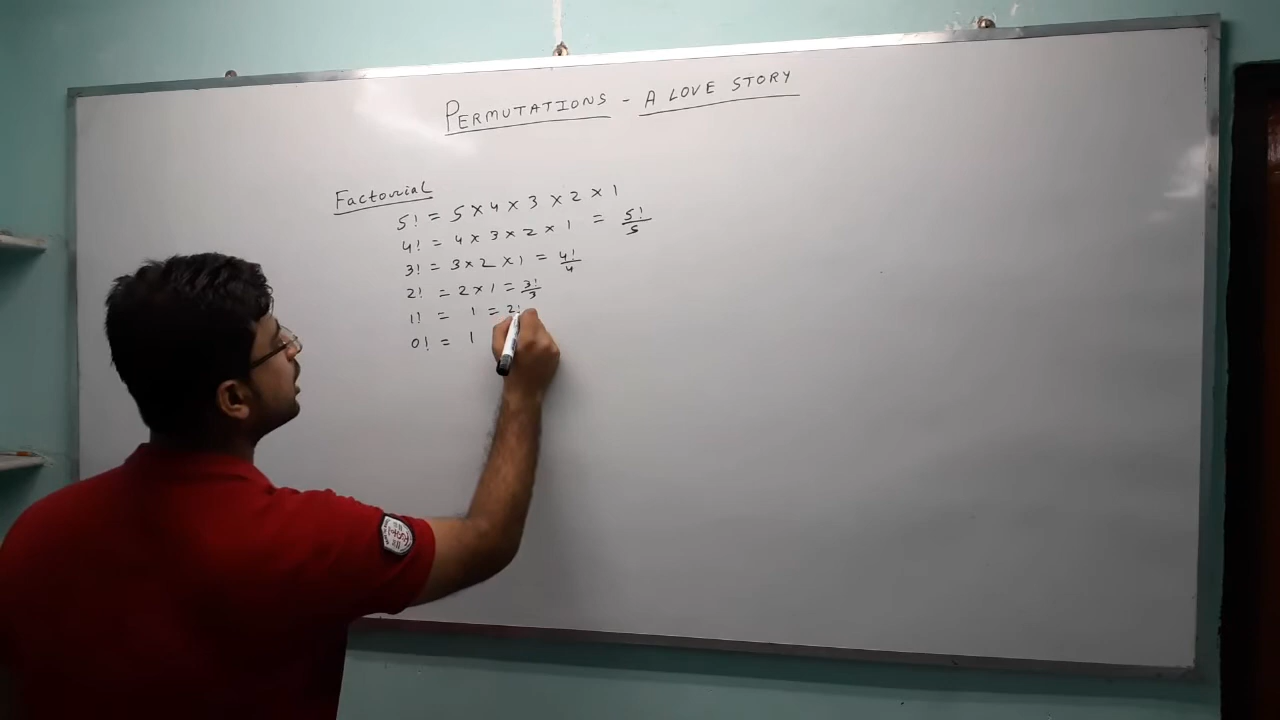 PERMUTATIONS - A LOVE STORY
Factorial
5! = 5 × 4 × 3 × 2 × 1
4! = 4 × 3 × 2 × 1 = 5!/5
3! = 3 × 2 × 1 = 4!/4
2! = 2 × 1 = 3!/3
1! = 1 = 2!
0! = 1